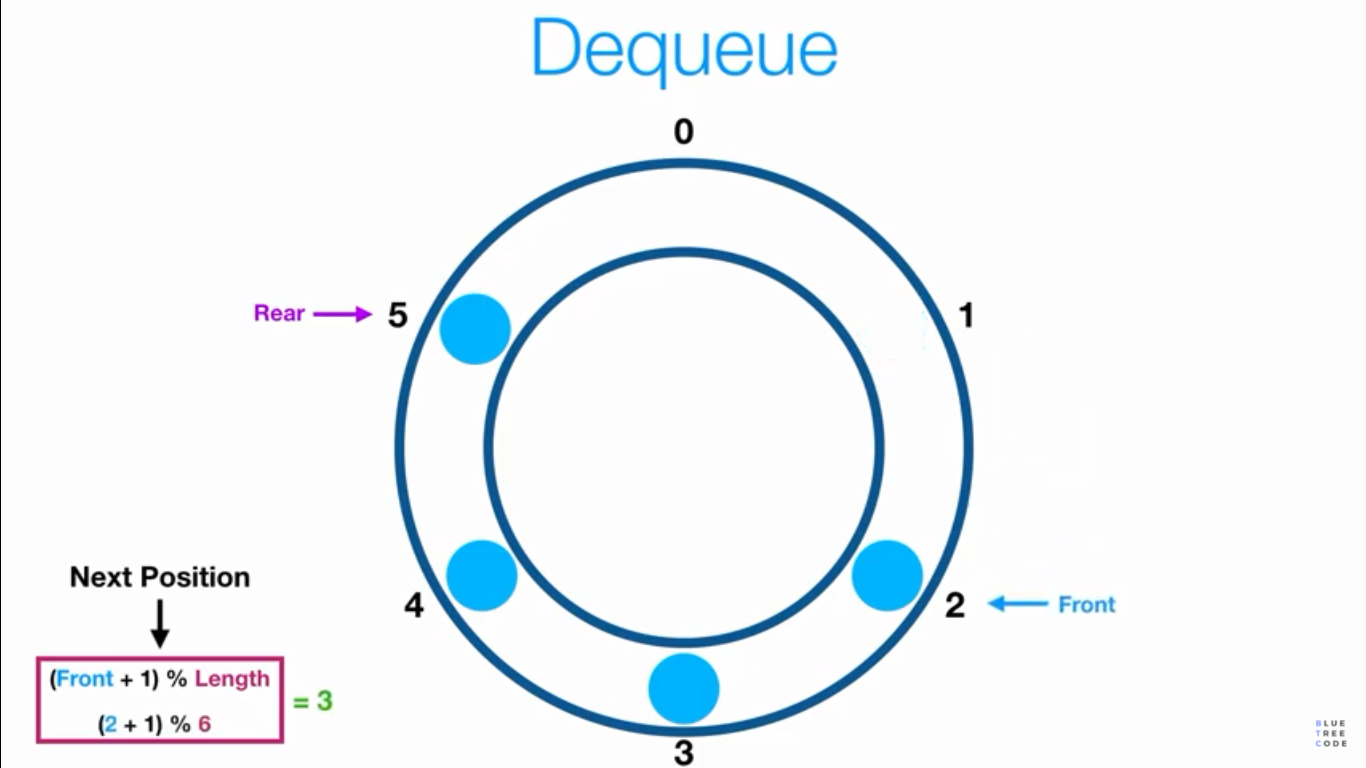 Dequeue
0
Rear
5
1
Next Position
4
2
Front
(Front + 1) % Length
(2 + 1) % 6
= 3
3
BLUE
TREE
CODE